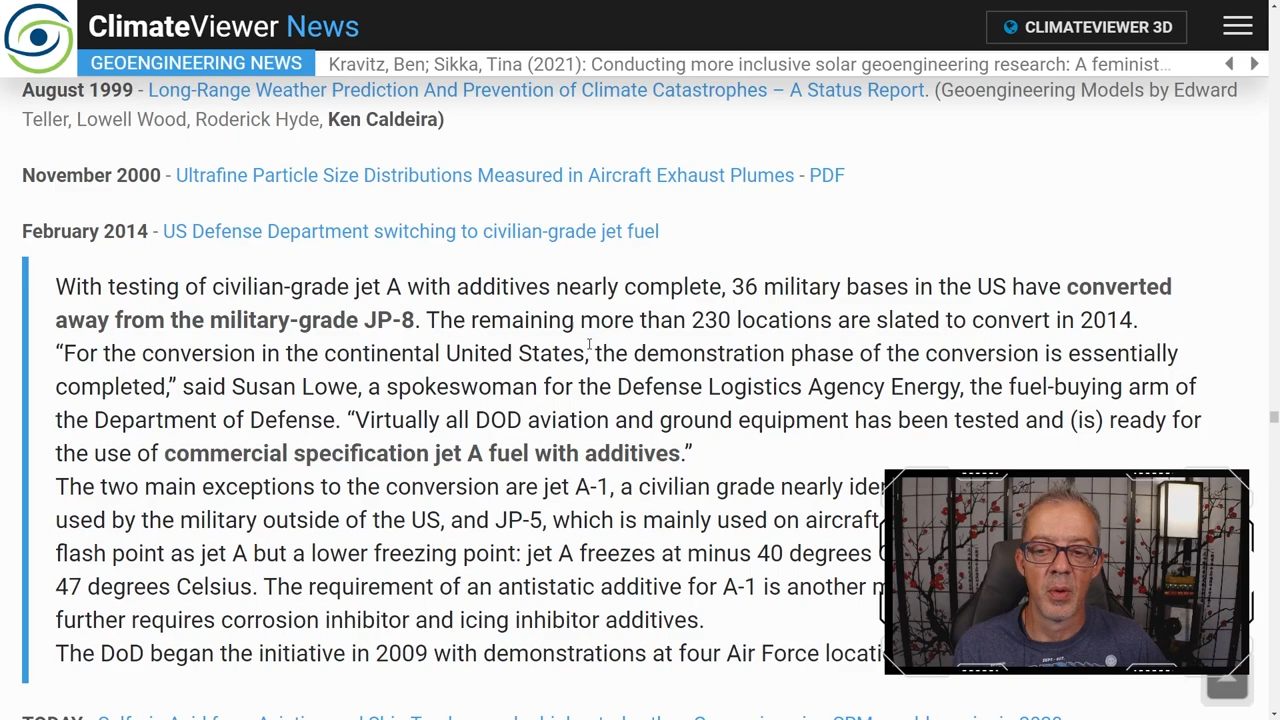 ClimateViewer News
CLIMATEVIEWER 3D
GEOENGINEERING NEWS
Kravitz, Ben; Sikka, Tina (2021): Conducting more inclusive solar geoengineering research: A feminist…
August 1999 - Long-Range Weather Prediction And Prevention of Climate Catastrophes – A Status Report. (Geoengineering Models by Edward
Teller, Lowell Wood, Roderick Hyde, Ken Caldeira)
November 2000 - Ultrafine Particle Size Distributions Measured in Aircraft Exhaust Plumes - PDF
February 2014 - US Defense Department switching to civilian-grade jet fuel
With testing of civilian-grade jet A with additives nearly complete, 36 military bases in the US have converted
away from the military-grade JP-8. The remaining more than 230 locations are slated to convert in 2014.
“For the conversion in the continental United States, the demonstration phase of the conversion is essentially
completed,” said Susan Lowe, a spokeswoman for the Defense Logistics Agency Energy, the fuel-buying arm of
the Department of Defense. “Virtually all DOD aviation and ground equipment has been tested and (is) ready for
the use of commercial specification jet A fuel with additives.”
The two main exceptions to the conversion are jet A-1, a civilian grade nearly
used by the military outside of the US, and JP-5, which is mainly used on aircraft
flash point as jet A but a lower freezing point: jet A freezes at minus 40 degrees
47 degrees Celsius. The requirement of an antistatic additive for A-1 is another
further requires corrosion inhibitor and icing inhibitor additives.
The DoD began the initiative in 2009 with demonstrations at four Air Force